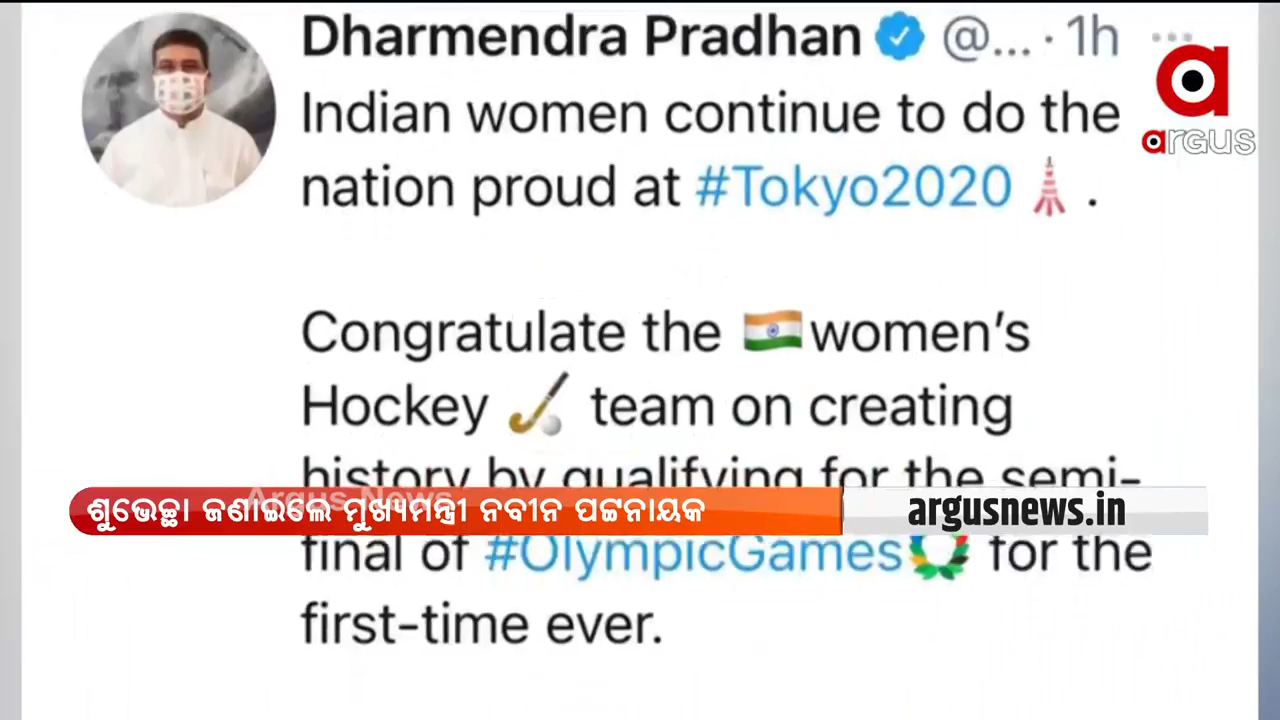 Dharmendra Pradhan @... · 1h ...
argus
Indian women continue to do the
nation proud at #Tokyo2020 .
Congratulate the women’s
Hockey team on creating
history by qualifying for the semi-
Argus News
ଶୁଭେଚ୍ଛା ଜଣାଇଲେ ମୁଖ୍ୟମନ୍ତ୍ରୀ ନବୀନ ପଟ୍ଟନାୟକ
argusnews.in
final of #OlympicGames for the
first-time ever.